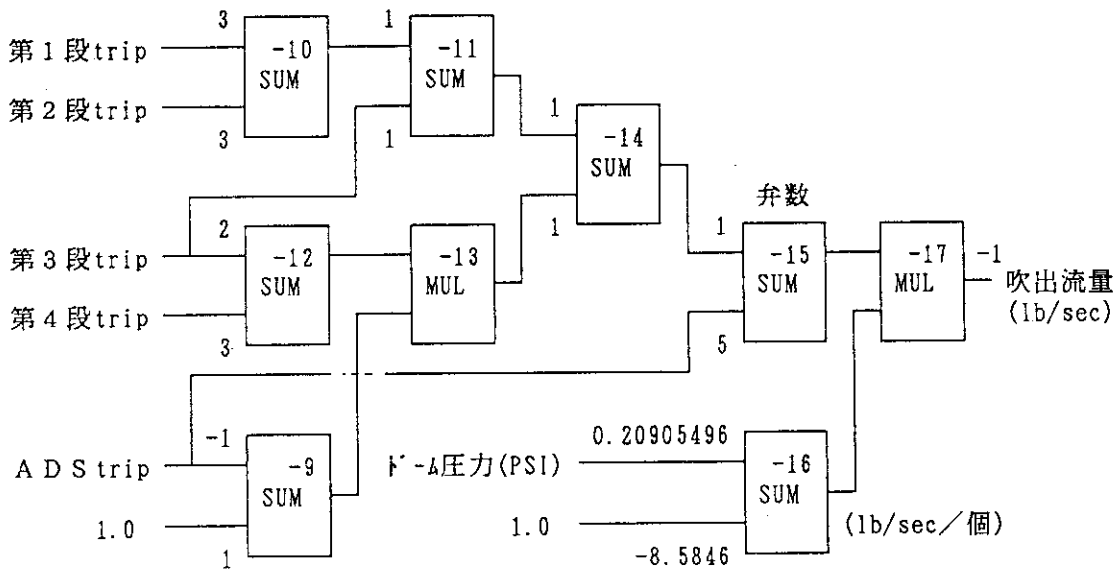 3
1
第1段trip
-10
SUM
-11
SUM
第2段trip
3
1
1
-14
SUM
弁数
2
1
1
第3段trip
-12
SUM
-13
MUL
-15
SUM
-17
MUL
-1
吹出流量
(lb/sec)
第4段trip
3
5
-1
0.20905496
ADStrip
-9
SUM
ドーム圧力(PSI)
-16
SUM
1.0
1.0
(lb/sec/個)
1
-8.5846